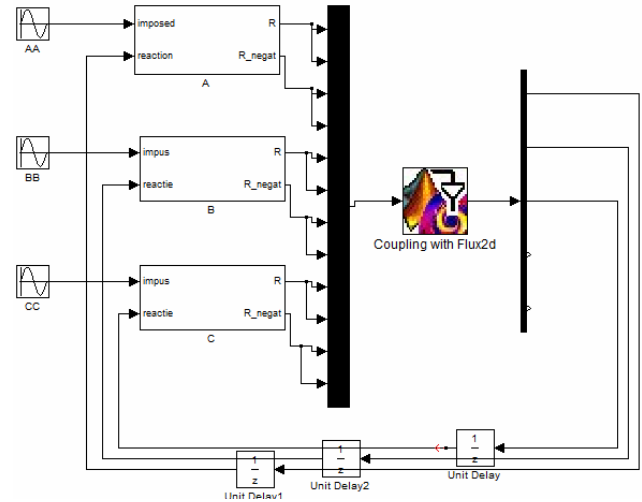 imposed
R
reaction
R_negat
AA
A
impus
R
reactie
R_negat
BB
B
Coupling with Flux2d
impus
R
reactie
R_negat
CC
C
1
z
Unit Delay
1
z
Unit Delay2
1
z
Unit Delay1